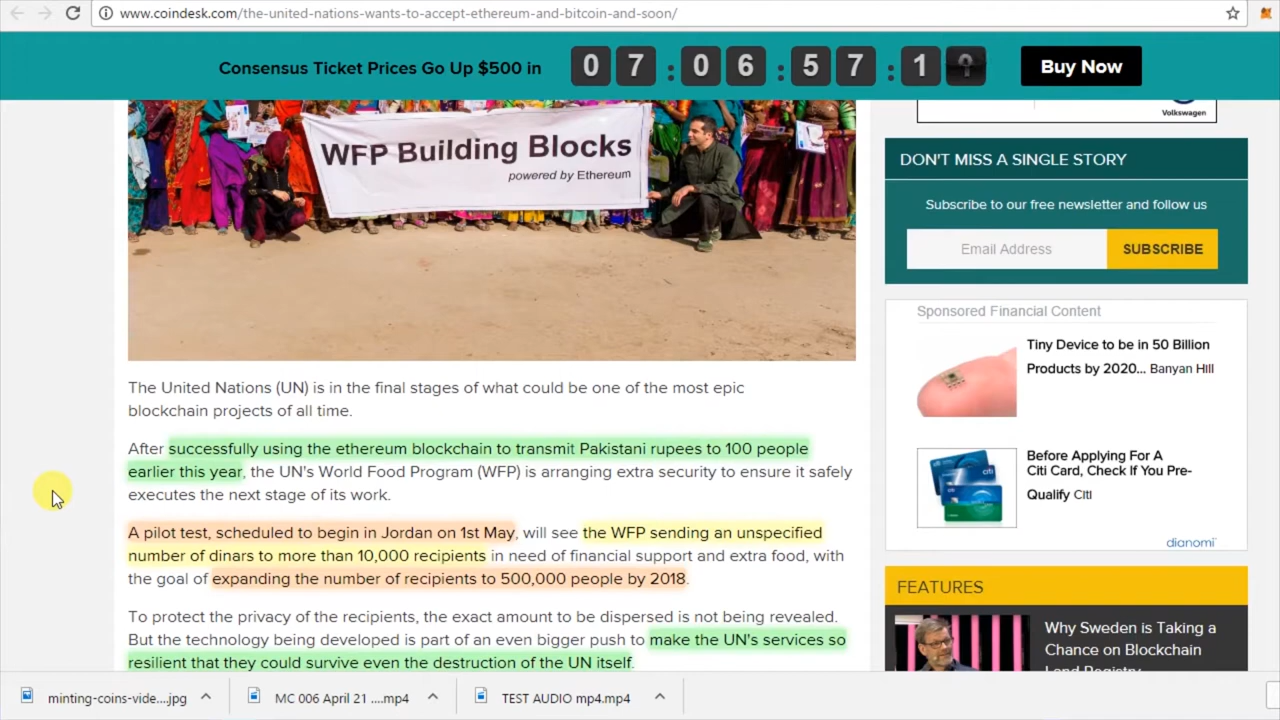 www.coindesk.com/the-united-nations-wants-to-accept-ethereum-and-bitcoin-and-soon/
Consensus Ticket Prices Go Up $500 in
0 7 : 0 6 : 5 7 : 1
Buy Now
WFP Building Blocks
powered by Ethereum
The United Nations (UN) is in the final stages of what could be one of the most epic
blockchain projects of all time.
After successfully using the ethereum blockchain to transmit Pakistani rupees to 100 people
earlier this year, the UN's World Food Program (WFP) is arranging extra security to ensure it safely
executes the next stage of its work.
A pilot test, scheduled to begin in Jordan on 1st May, will see the WFP sending an unspecified
number of dinars to more than 10,000 recipients in need of financial support and extra food, with
the goal of expanding the number of recipients to 500,000 people by 2018.
To protect the privacy of the recipients, the exact amount to be dispersed is not being revealed.
But the technology being developed is part of an even bigger push to make the UN's services so
resilient that they could survive even the destruction of the UN itself.
Volkswagen
DON'T MISS A SINGLE STORY
Subscribe to our free newsletter and follow us
Email Address
SUBSCRIBE
Sponsored Financial Content
Tiny Device to be in 50 Billion
Products by 2020... Banyan Hill
Before Applying For A
Citi Card, Check If You Pre-
Qualify Citi
citi
dianomi
FEATURES
Why Sweden is Taking a
Chance on Blockchain
Land Registry
minting-coins-vide....jpg
MC 006 April 21 ....mp4
TEST AUDIO mp4.mp4